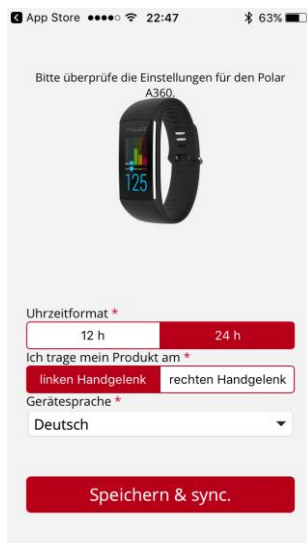 App Store 22:47 63%
Bitte überprüfe die Einstellungen für den Polar
A360.
POLAR
125
Uhrzeitformat *
12 h 24 h
Ich trage mein Produkt am *
linken Handgelenk rechten Handgelenk
Gerätesprache *
Deutsch
Speichern & sync.